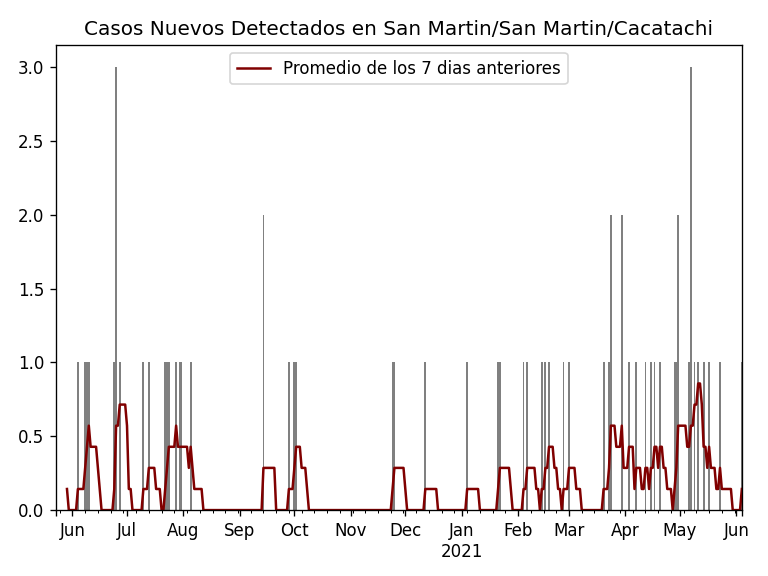 Casos Nuevos Detectados en San Martin/San Martin/Cacatachi
Promedio de los 7 dias anteriores
3.0
2.5
2.0
1.5
1.0
0.5
0.0
Jun Jul Aug Sep Oct Nov Dec Jan Feb Mar Apr May Jun
2021